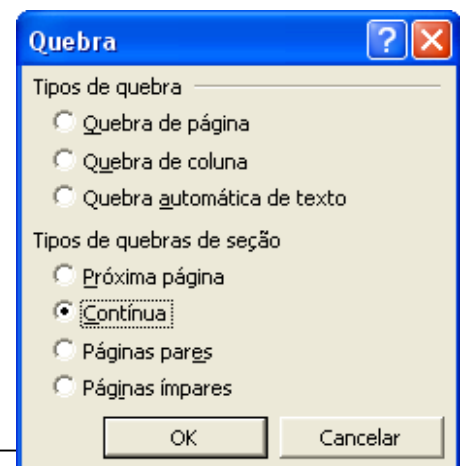 Quebra
Tipos de quebra
Quebra de página
Quebra de coluna
Quebra automática de texto
Tipos de quebras de seção
Próxima página
Contínua
Páginas pares
Páginas ímpares
OK Cancelar